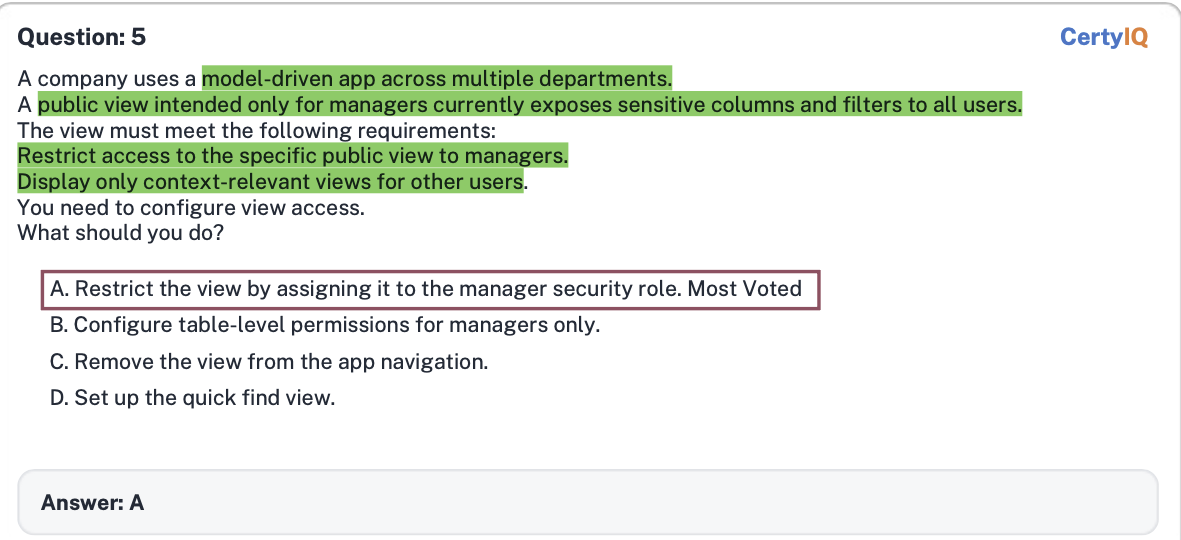 Question: 5
CertyIQ
A company uses a model-driven app across multiple departments.
A public view intended only for managers currently exposes sensitive columns and filters to all users.
The view must meet the following requirements:
Restrict access to the specific public view to managers.
Display only context-relevant views for other users.
You need to configure view access.
What should you do?
A. Restrict the view by assigning it to the manager security role. Most Voted
B. Configure table-level permissions for managers only.
C. Remove the view from the app navigation.
D. Set up the quick find view.
Answer: A